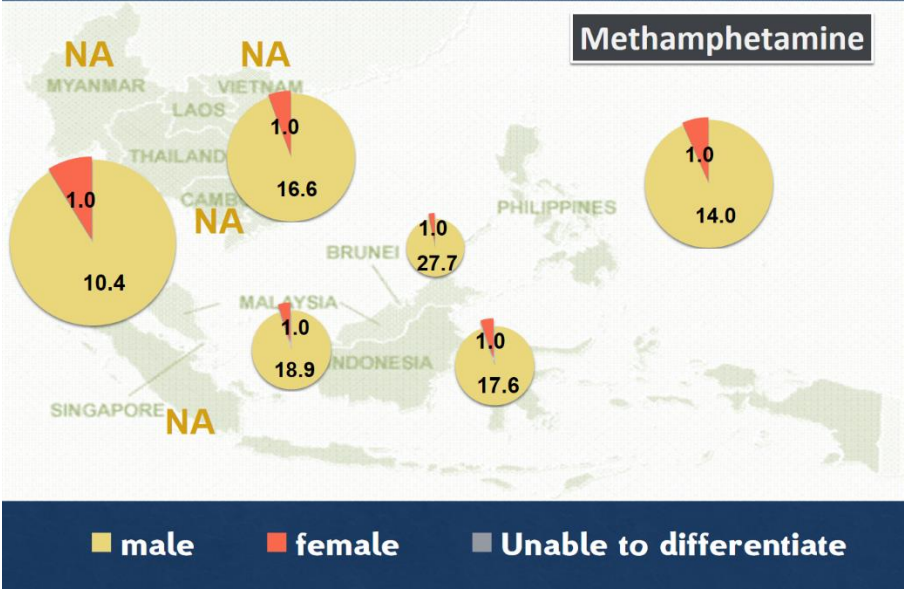 Methamphetamine
NA
NA
MYANMAR
VIETNAM
LAOS
1.0
THAILAND
16.6
1.0
14.0
1.0
10.4
CAMB
NA
PHILIPPINES
1.0
27.7
BRUNEI
MALAYSIA
1.0
18.9
INDONESIA
1.0
17.6
SINGAPORE
NA
male
female
Unable to differentiate